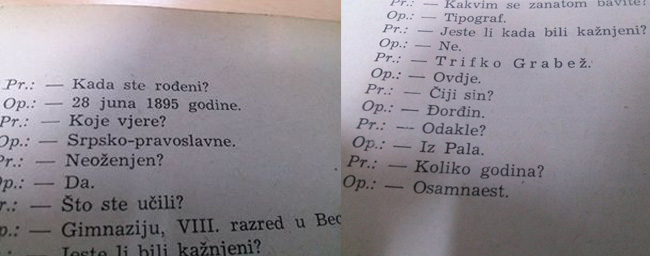 Pr.: — Kada ste rođeni?
Op.: — 28 juna 1895 godine.
Pr.: — Koje vjere?
Op.: — Srpsko-pravoslavne.
Pr.: — Neoženjen?
Op.: — Da.
r.: — Što ste učili?
p.: — Gimnaziju, VIII. razred u Beo
— Jeste li bili kažnjeni?
Pr.: — Kakvim se zanatom bavite?
Op.: — Tipograf.
Pr.: — Jeste li kada bili kažnjeni?
Op.: — Ne.
Pr.: — Trifko Grabež.
Op.: — Ovdje.
Pr.: — Čiji sin?
Op.: — Đorđin.
Pr.: — Odakle?
Op.: — Iz Pala.
Pr.: — Koliko godina?
Op.: — Osamnaest.